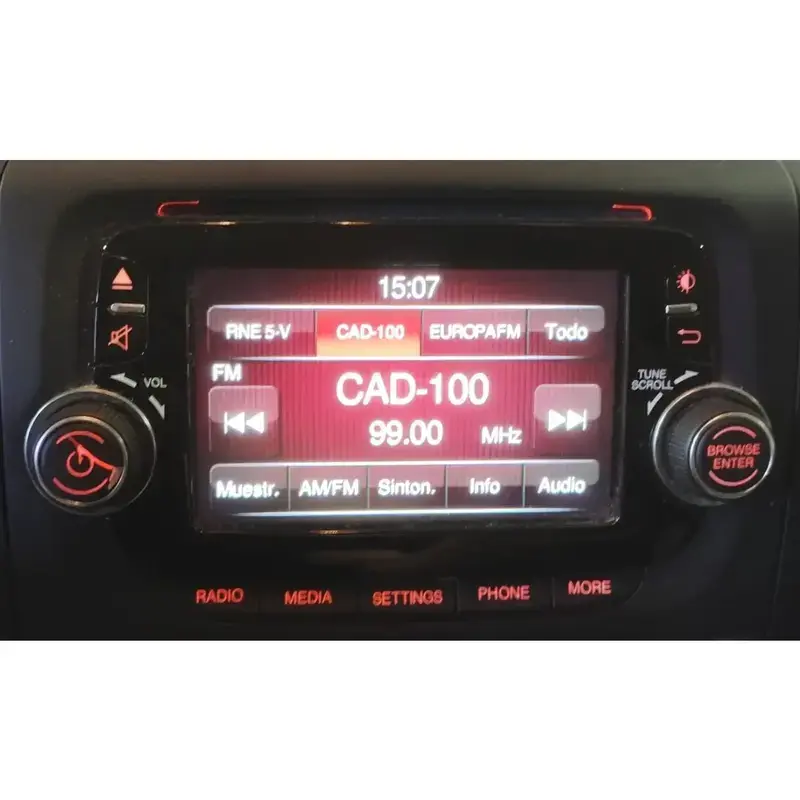 15:07
RNE 5-V CAD-100 EUROPAFM Todo
FM
CAD-100
99.00 MHz
Muestr. AM/FM Sinton. Info Audio
VOL
TUNE
SCROLL
BROWSE
ENTER
RADIO MEDIA SETTINGS PHONE MORE